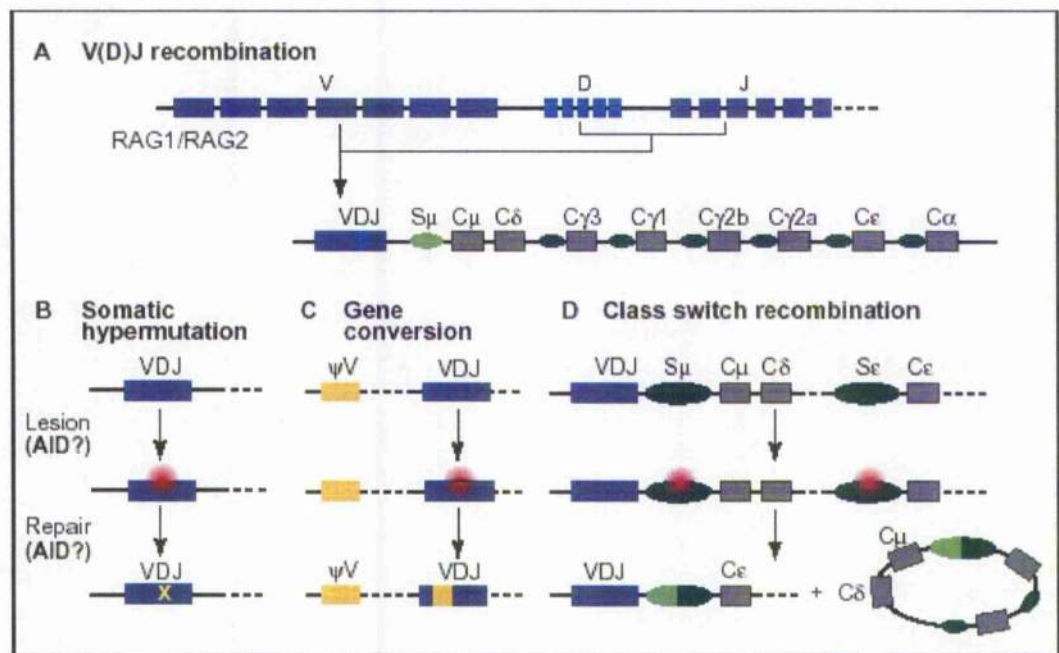 A V(D)J recombination
V D J
RAG1/RAG2
VDJ Sμ Cμ Cδ Cγ3 Cγ1 Cγ2b Cγ2a Cε Cα
B Somatic hypermutation
C Gene conversion
D Class switch recombination
VDJ ψV VDJ VDJ Sμ Cμ Cδ Sε Cε
Lesion
(AID?)
Repair
(AID?)
VDJ ψV VDJ VDJ Cε Cμ
X + Cδ